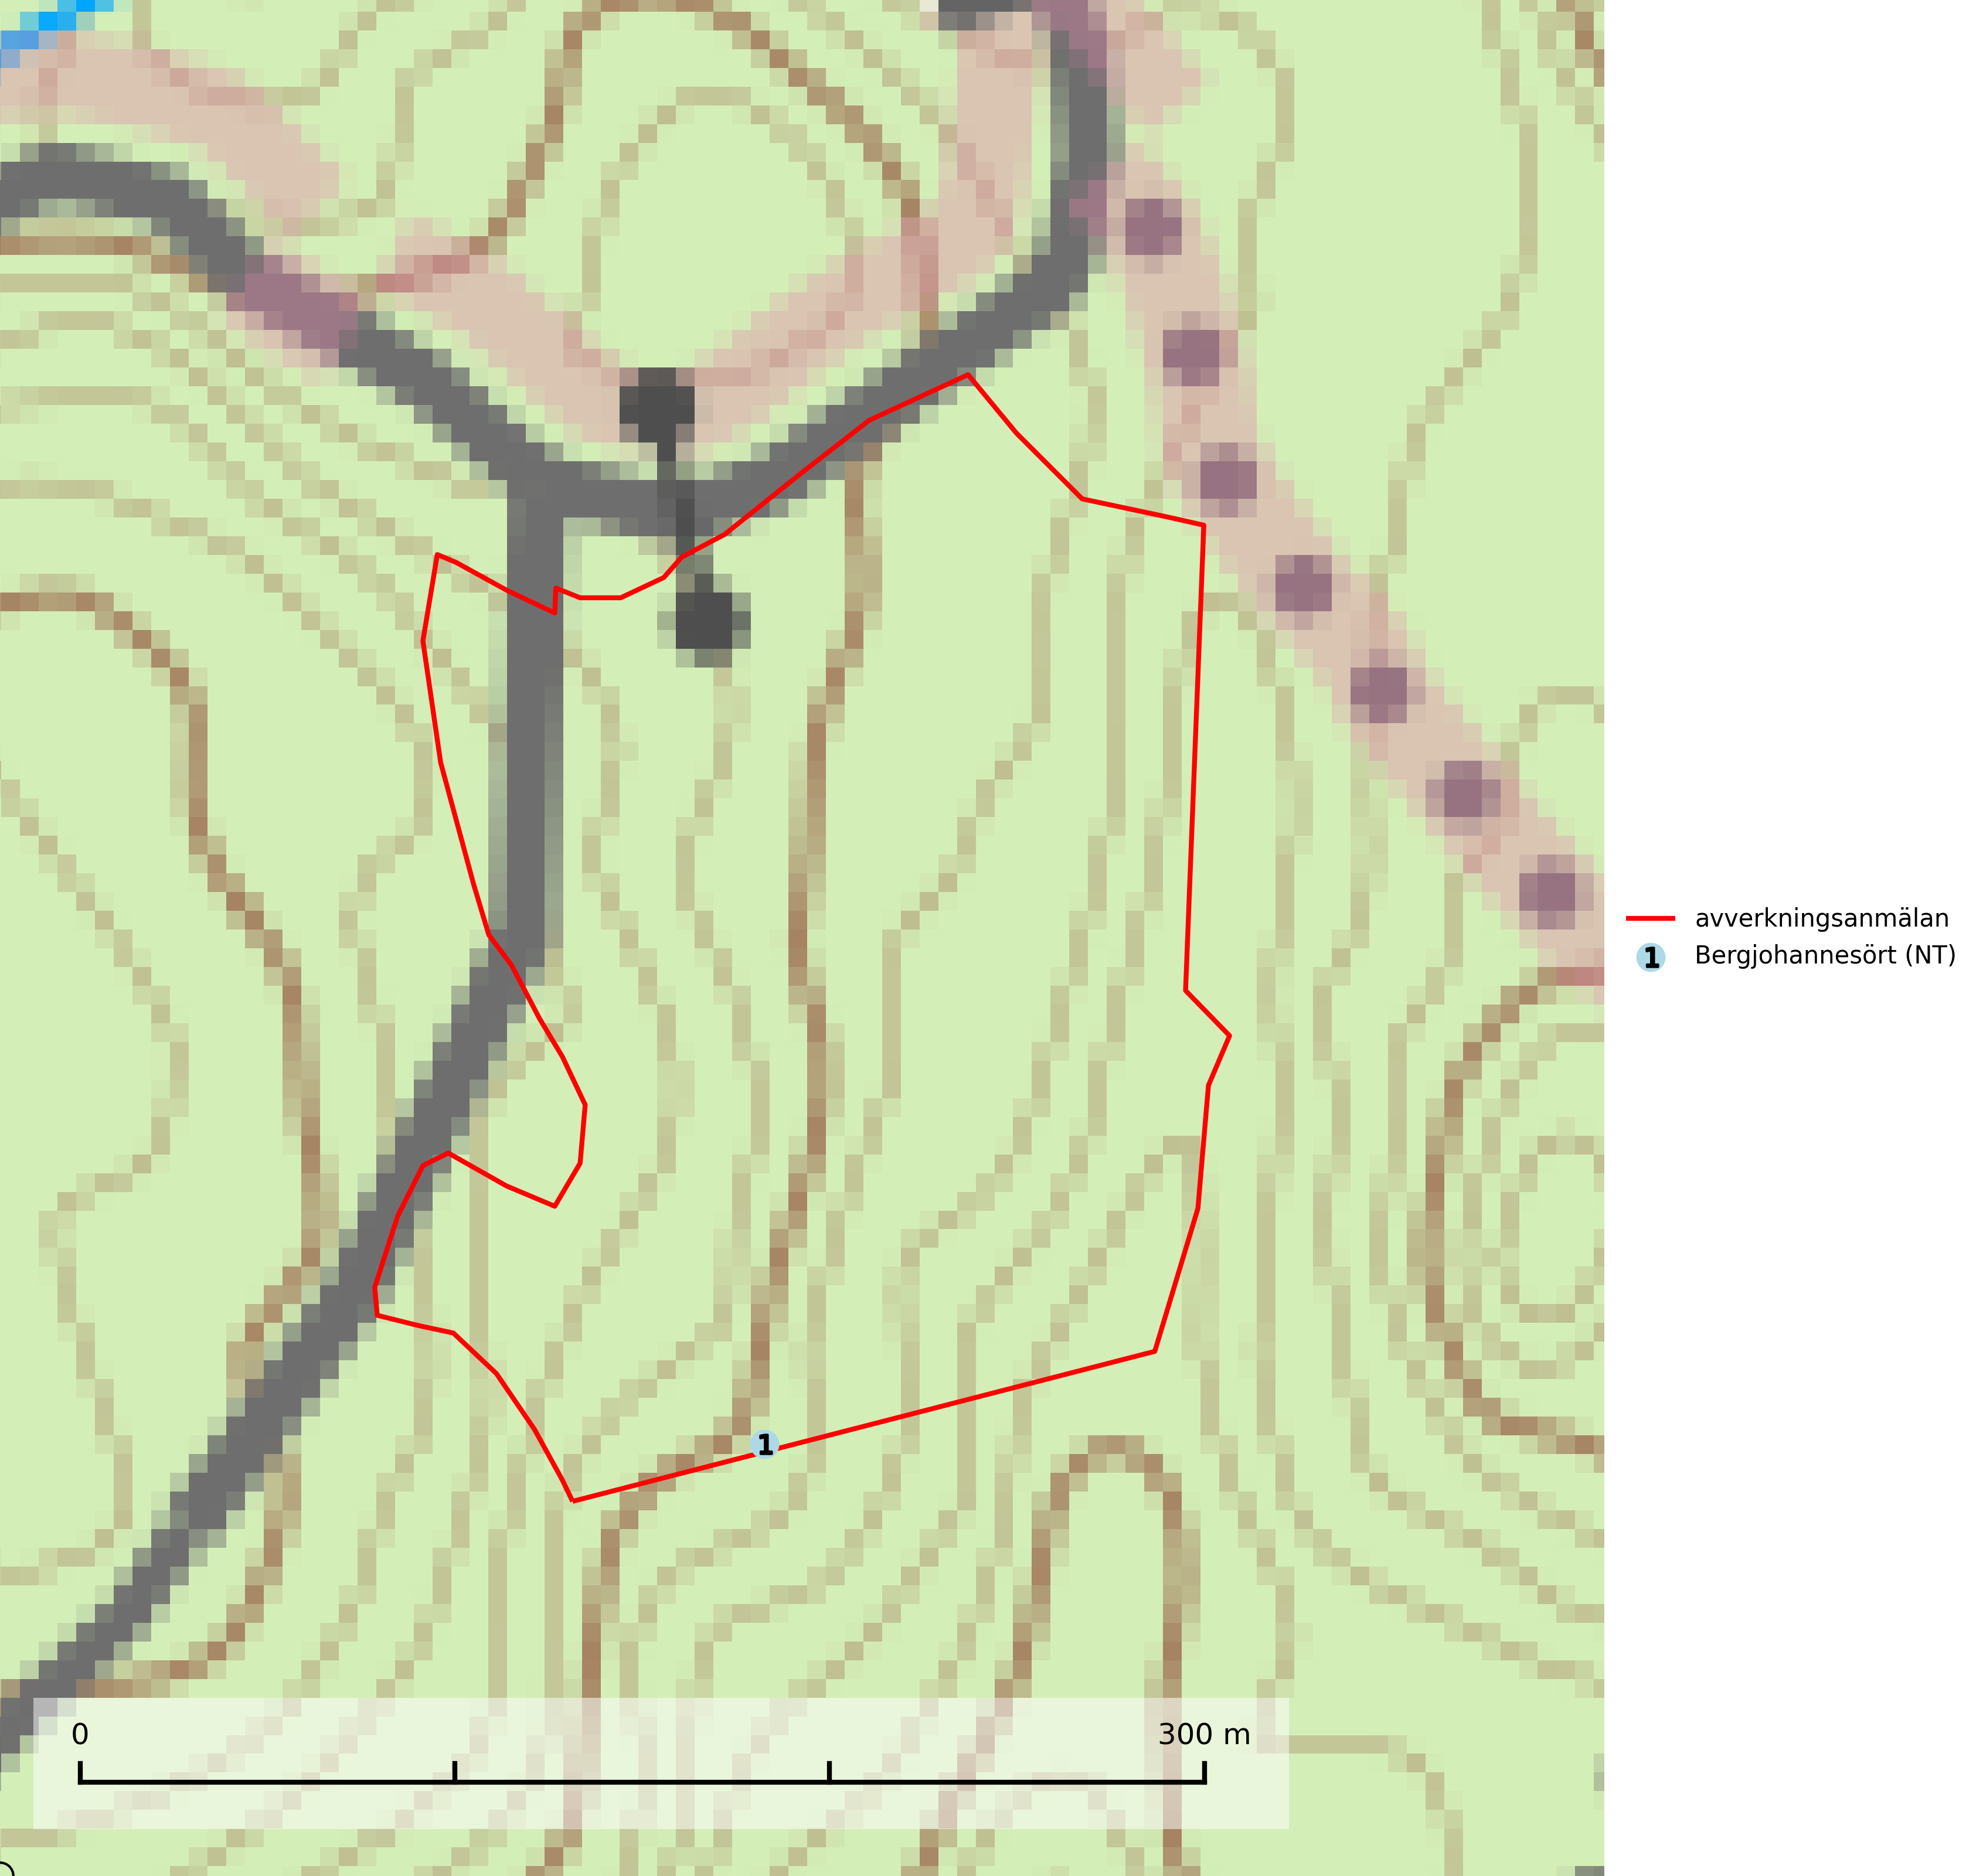 avverkningsanmälan
1 Bergjohannesört (NT)
1
0 300 m